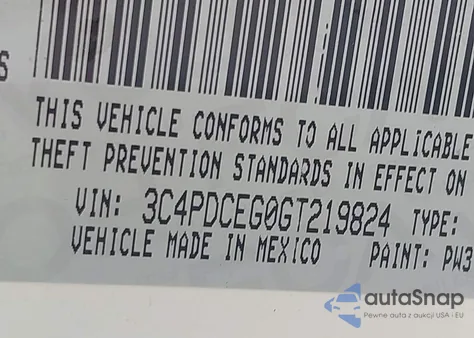 S
THIS VEHICLE CONFORMS TO ALL APPLICABLE
THEFT PREVENTION STANDARDS IN EFFECT ON
VIN: 3C4PDCEG0GT219824 TYPE:
VEHICLE MADE IN MEXICO PAINT: PW3
autoSnap
Pewne auta z aukcji USA i EU